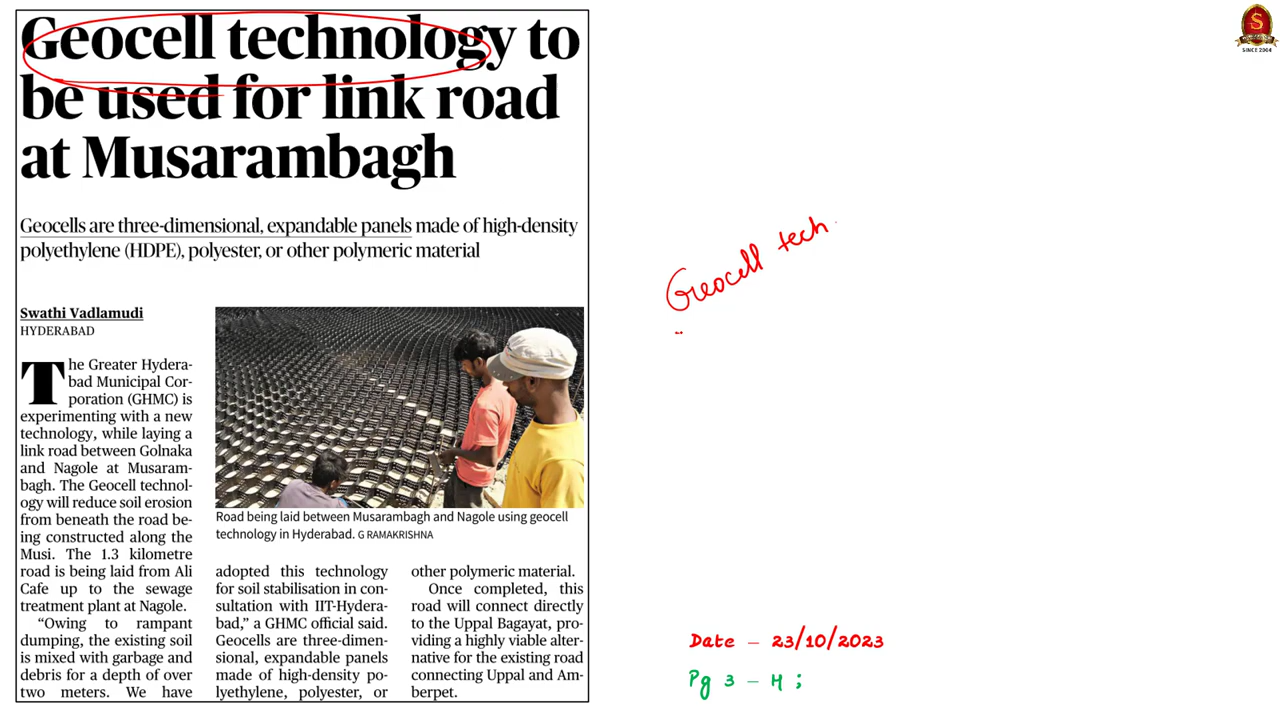 Geocell technology to
be used for link road
at Musarambagh
Geocells are three-dimensional, expandable panels made of high-density
polyethylene (HDPE), polyester, or other polymeric material
Swathi Vadlamudi
HYDERABAD
The Greater Hydera-
bad Municipal Cor-
poration (GHMC) is
experimenting with a new
technology, while laying a
link road between Golnaka
and Nagole at Musaram-
bagh. The Geocell technol-
ogy will reduce soil erosion
from beneath the road be-
ing constructed along the
Musi. The 1.3 kilometre
road is being laid from Ali
Cafe up to the sewage
treatment plant at Nagole.
“Owing to rampant
dumping, the existing soil
is mixed with garbage and
debris for a depth of over
two meters. We have
Road being laid between Musarambagh and Nagole using geocell
technology in Hyderabad. G RAMAKRISHNA
adopted this technology
for soil stabilisation in con-
sultation with IIT-Hydera-
bad,” a GHMC official said.
Geocells are three-dimen-
sional, expandable panels
made of high-density po-
lyethylene, polyester, or
other polymeric material.
Once completed, this
road will connect directly
to the Uppal Bagayat, pro-
viding a highly viable alter-
native for the existing road
connecting Uppal and Am-
berpet.
S
SINCE 2004
Geocell tech
Date – 23/10/2023
Pg 3 – H ;